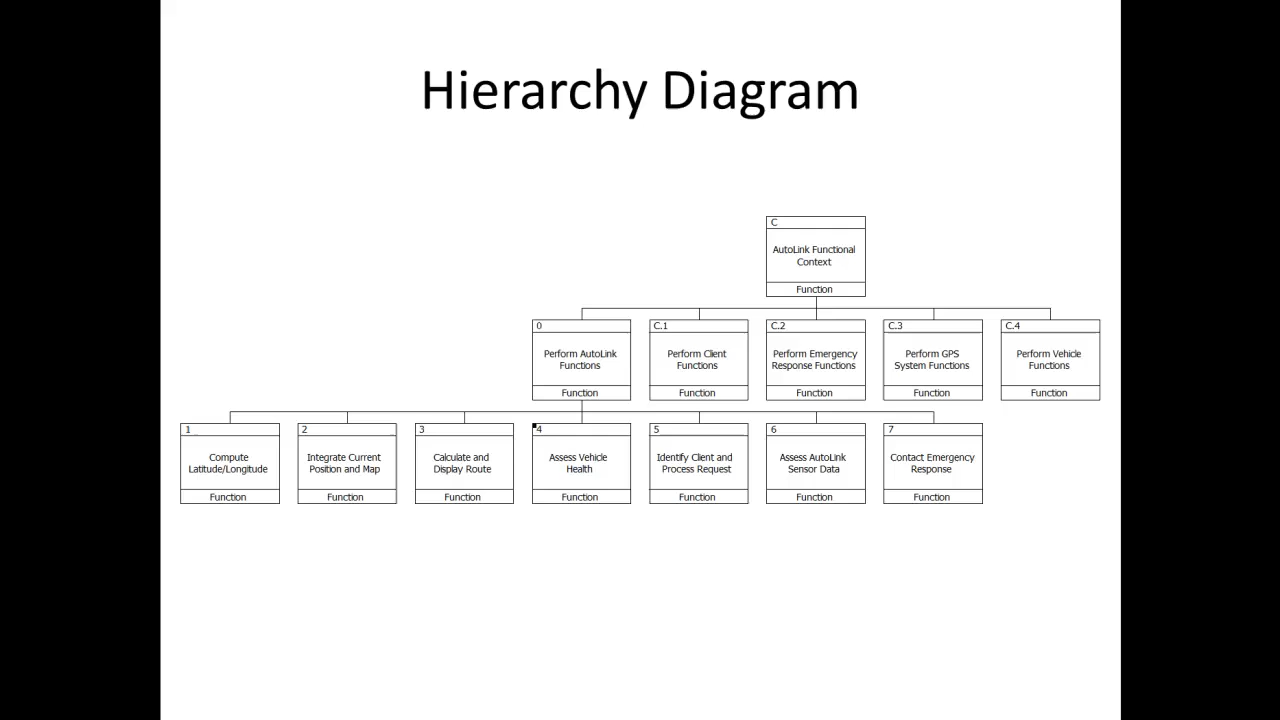 Hierarchy Diagram
C
AutoLink Functional
Context
Function
0
Perform AutoLink
Functions
Function
C.1
Perform Client
Functions
Function
C.2
Perform Emergency
Response Functions
Function
C.3
Perform GPS
System Functions
Function
C.4
Perform Vehicle
Functions
Function
1
Compute
Latitude/Longitude
Function
2
Integrate Current
Position and Map
Function
3
Calculate and
Display Route
Function
4
Assess Vehicle
Health
Function
5
Identify Client and
Process Request
Function
6
Assess AutoLink
Sensor Data
Function
7
Contact Emergency
Response
Function